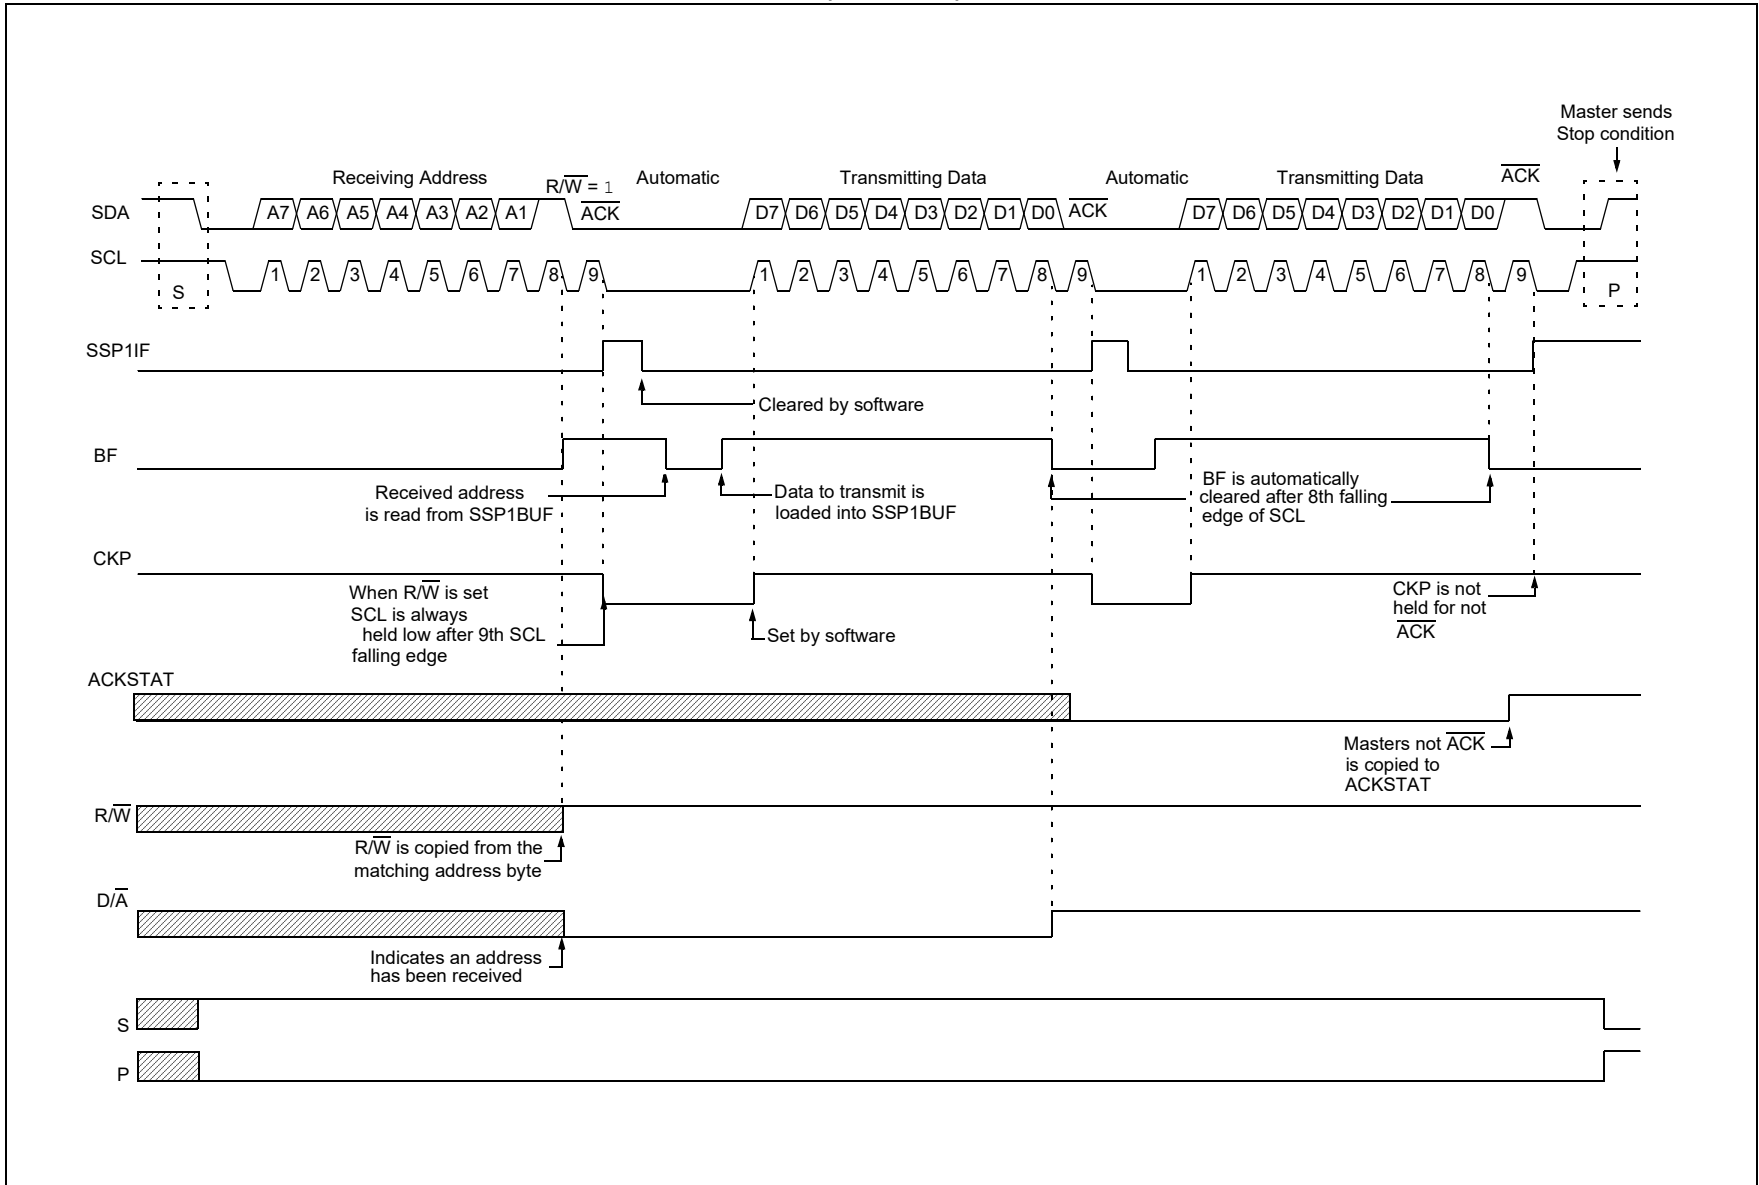 Master sends
Stop condition
Receiving Address
R/W = 1
Automatic
Transmitting Data
Automatic
Transmitting Data
ACK
SDA
A7 A6 A5 A4 A3 A2 A1
ACK
D7 D6 D5 D4 D3 D2 D1 D0
ACK
D7 D6 D5 D4 D3 D2 D1 D0
SCL
S
1 2 3 4 5 6 7 8 9
1 2 3 4 5 6 7 8 9
1 2 3 4 5 6 7 8 9
P
SSP1IF
Cleared by software
BF
Received address
is read from SSP1BUF
Data to transmit is
loaded into SSP1BUF
BF is automatically
cleared after 8th falling
edge of SCL
CKP
When R/W is set
SCL is always
held low after 9th SCL
falling edge
Set by software
CKP is not
held for not
ACK
ACKSTAT
Masters not ACK
is copied to
ACKSTAT
R/W
R/W is copied from the
matching address byte
D/A
Indicates an address
has been received
S
P